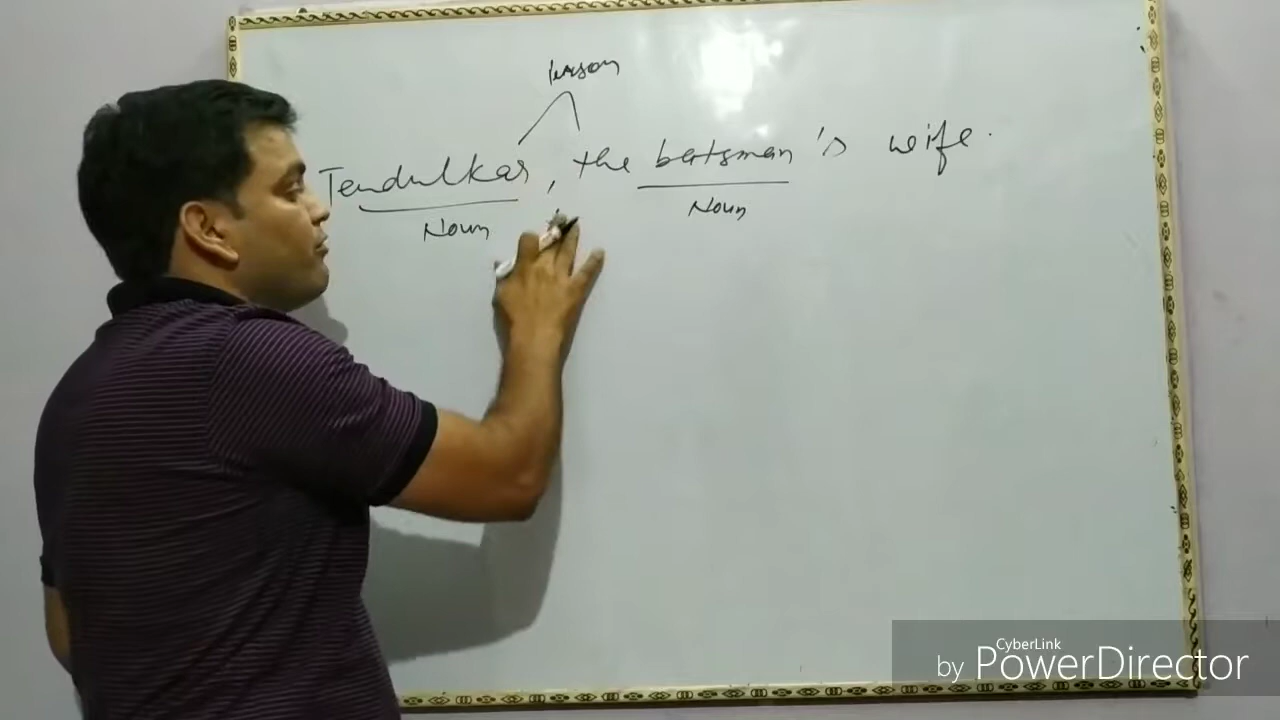 person
Tendulkar, the batsman's wife.
Noun Noun
CyberLink
by PowerDirector